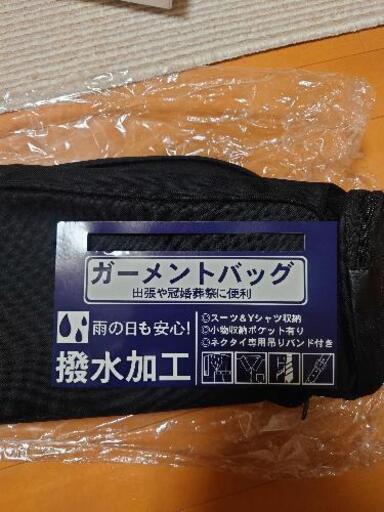 ガーメントバッグ
出張や冠婚葬祭に便利
雨の日も安心!
撥水加工
◎スーツ&Yシャツ収納
◎小物収納ポケット有り
◎ネクタイ専用吊りバンド付き